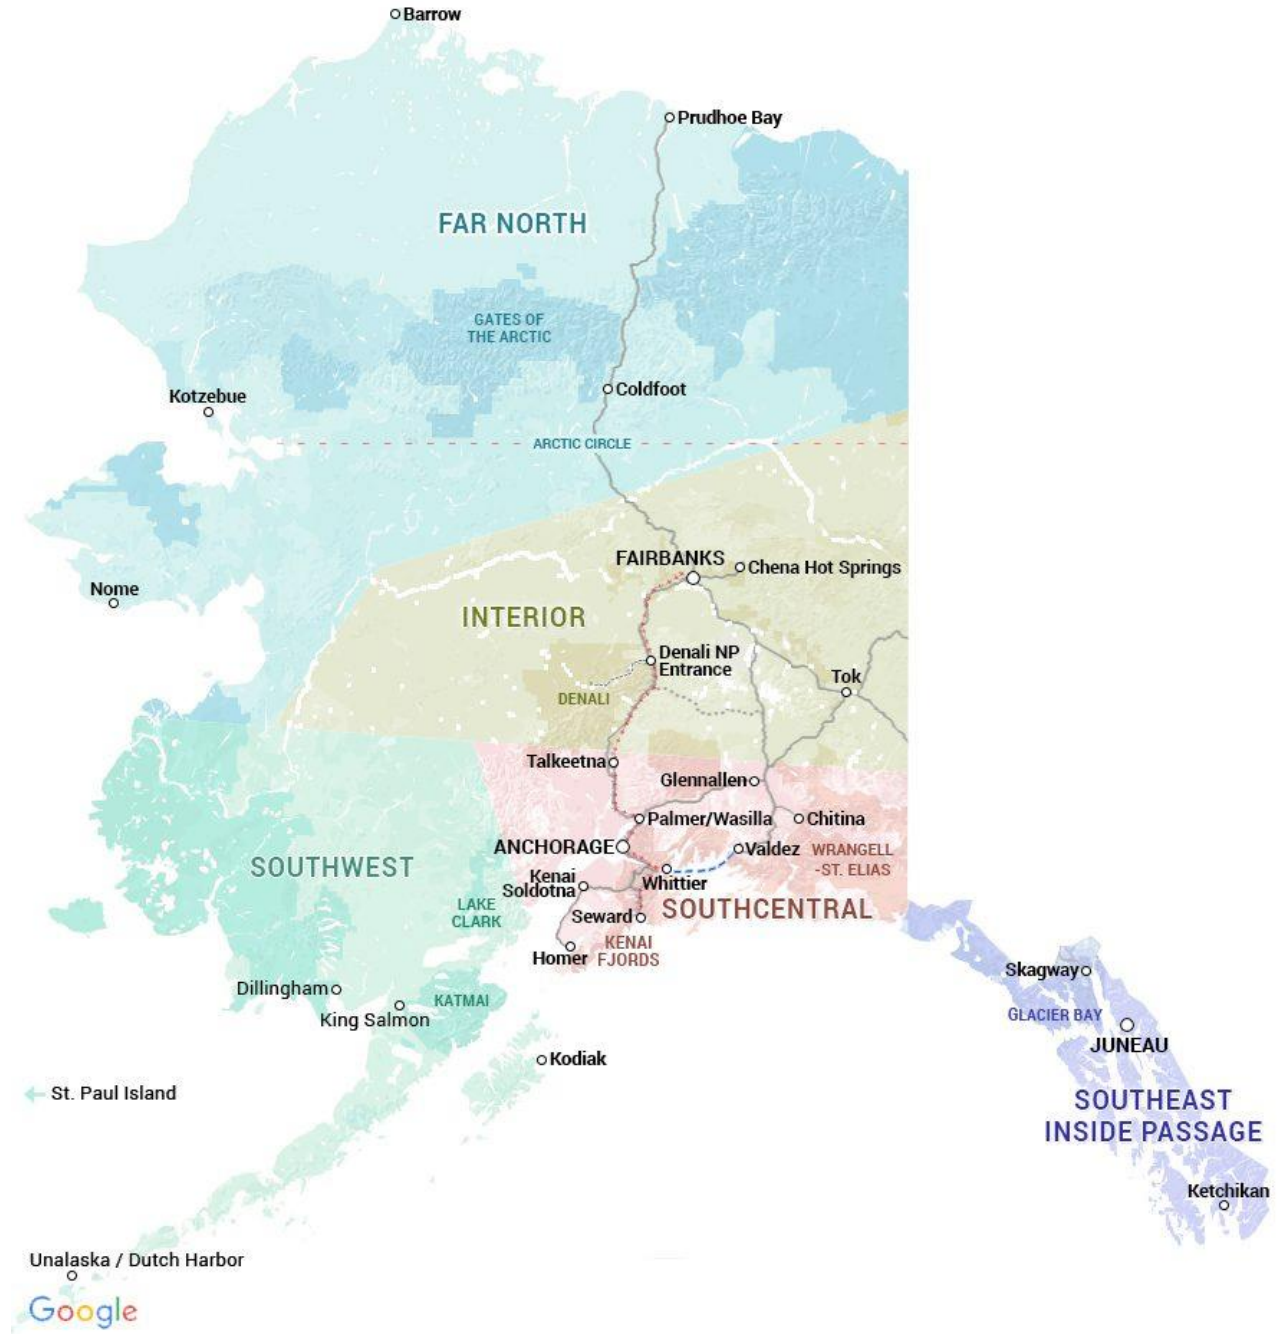 Barrow
Prudhoe Bay
FAR NORTH
GATES OF
THE ARCTIC
Coldfoot
Kotzebue
ARCTIC CIRCLE
FAIRBANKS
Chena Hot Springs
Nome
INTERIOR
Denali NP
Entrance
Tok
DENALI
Talkeetna
Glennallen
Palmer/Wasilla
Chitina
ANCHORAGE
Valdez
WRANGELL
-ST. ELIAS
SOUTHWEST
Kenai
Soldotna
Whittier
LAKE
CLARK
SOUTHCENTRAL
Seward
KENAI
FJORDS
Homer
Skagway
Dillingham
KATMAI
King Salmon
GLACIER BAY
JUNEAU
Kodiak
St. Paul Island
SOUTHEAST
INSIDE PASSAGE
Ketchikan
Unalaska / Dutch Harbor
Google